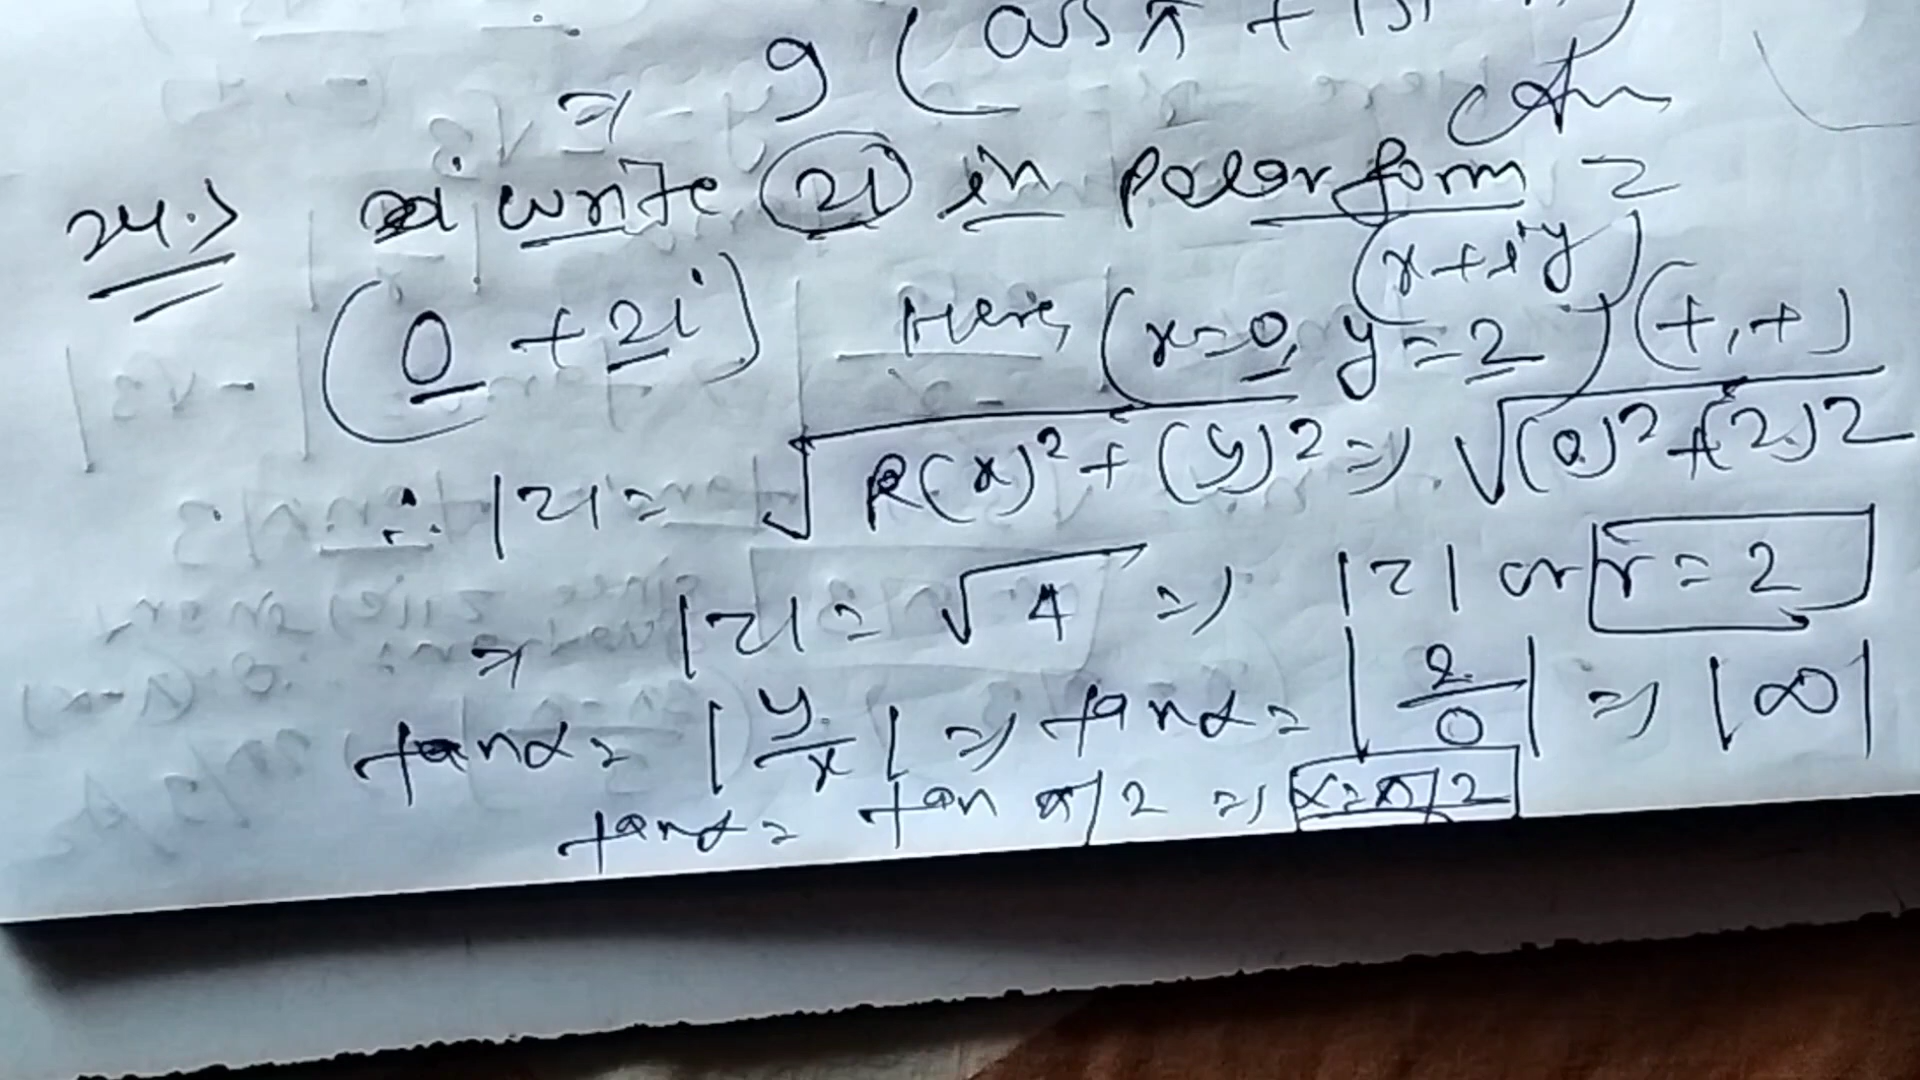 ⇒ 9 (cos π + i
Ans
24.) write 2i in Polar form =
(x+iy)
(0 + 2i) Here, (x=0, y=2) (+,+)
∴ |z| = √R(x)² + (y)² ⇒ √(0)² + (2)2
⇒ |z| = √4 ⇒ |z| or r = 2
tanα = |y/x| ⇒ tanα = |2/0| ⇒ |∞|
tanα = tan π/2 ⇒ α=π/2